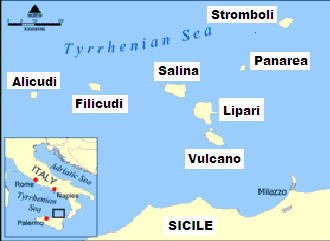 Stromboli
Tyrrhenian Sea
Panarea
Alicudi
Salina
Filicudi
Lipari
Vulcano
Milazzo
SICILE
ITALY
Adriatic Sea
Rome
Naples
Tyrrhenian
Sea
Palermo